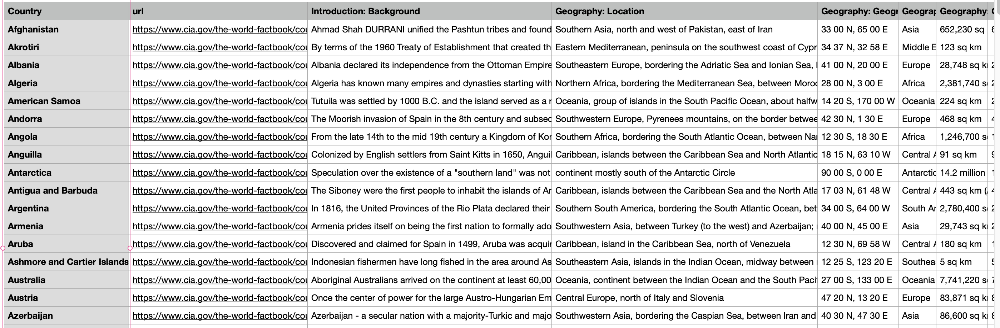 Country url Introduction: Background Geography: Location Geography: Geogr Geograp Geography:
Afghanistan https://www.cia.gov/the-world-factbook/cou Ahmad Shah DURRANI unified the Pashtun tribes and found Southern Asia, north and west of Pakistan, east of Iran 33 00 N, 65 00 E Asia 652,230 sq
Akrotiri https://www.cia.gov/the-world-factbook/cou By terms of the 1960 Treaty of Establishment that created th Eastern Mediterranean, peninsula on the southwest coast of Cypr 34 37 N, 32 58 E Middle E 123 sq km
Albania https://www.cia.gov/the-world-factbook/cou Albania declared its independence from the Ottoman Empire Southeastern Europe, bordering the Adriatic Sea and Ionian Sea, 41 00 N, 20 00 E Europe 28,748 sq k
Algeria https://www.cia.gov/the-world-factbook/cou Algeria has known many empires and dynasties starting with Northern Africa, bordering the Mediterranean Sea, between Moroc 28 00 N, 3 00 E Africa 2,381,740 s
American Samoa https://www.cia.gov/the-world-factbook/cou Tutuila was settled by 1000 B.C. and the island served as a r Oceania, group of islands in the South Pacific Ocean, about halfw 14 20 S, 170 00 W Oceania 224 sq km
Andorra https://www.cia.gov/the-world-factbook/cou The Moorish invasion of Spain in the 8th century and subsec Southwestern Europe, Pyrenees mountains, on the border betwee 42 30 N, 1 30 E Europe 468 sq km
Angola https://www.cia.gov/the-world-factbook/cou From the late 14th to the mid 19th century a Kingdom of Kor Southern Africa, bordering the South Atlantic Ocean, between Nar 12 30 S, 18 30 E Africa 1,246,700 s
Anguilla https://www.cia.gov/the-world-factbook/cou Colonized by English settlers from Saint Kitts in 1650, Anguil Caribbean, islands between the Caribbean Sea and North Atlantic 18 15 N, 63 10 W Central A 91 sq km
Antarctica https://www.cia.gov/the-world-factbook/cou Speculation over the existence of a "southern land" was not continent mostly south of the Antarctic Circle 90 00 S, 0 00 E Antarctic 14.2 million
Antigua and Barbuda https://www.cia.gov/the-world-factbook/cou The Siboney were the first people to inhabit the islands of Ar Caribbean, islands between the Caribbean Sea and the North Atla 17 03 N, 61 48 W Central A 443 sq km (
Argentina https://www.cia.gov/the-world-factbook/cou In 1816, the United Provinces of the Rio Plata declared their Southern South America, bordering the South Atlantic Ocean, bet 34 00 S, 64 00 W South Ar 2,780,400 s
Armenia https://www.cia.gov/the-world-factbook/cou Armenia prides itself on being the first nation to formally ado Southwestern Asia, between Turkey (to the west) and Azerbaijan; 40 00 N, 45 00 E Asia 29,743 sq k
Aruba https://www.cia.gov/the-world-factbook/cou Discovered and claimed for Spain in 1499, Aruba was acquir Caribbean, island in the Caribbean Sea, north of Venezuela 12 30 N, 69 58 W Central A 180 sq km
Ashmore and Cartier Islands https://www.cia.gov/the-world-factbook/cou Indonesian fishermen have long fished in the area around As Southeastern Asia, islands in the Indian Ocean, midway between 12 25 S, 123 20 E Southea 5 sq km
Australia https://www.cia.gov/the-world-factbook/cou Aboriginal Australians arrived on the continent at least 60,00 Oceania, continent between the Indian Ocean and the South Pacif 27 00 S, 133 00 E Oceania 7,741,220 s
Austria https://www.cia.gov/the-world-factbook/cou Once the center of power for the large Austro-Hungarian Em Central Europe, north of Italy and Slovenia 47 20 N, 13 20 E Europe 83,871 sq k
Azerbaijan https://www.cia.gov/the-world-factbook/cou Azerbaijan - a secular nation with a majority-Turkic and majo Southwestern Asia, bordering the Caspian Sea, between Iran and 40 30 N, 47 30 E Asia 86,600 sq k